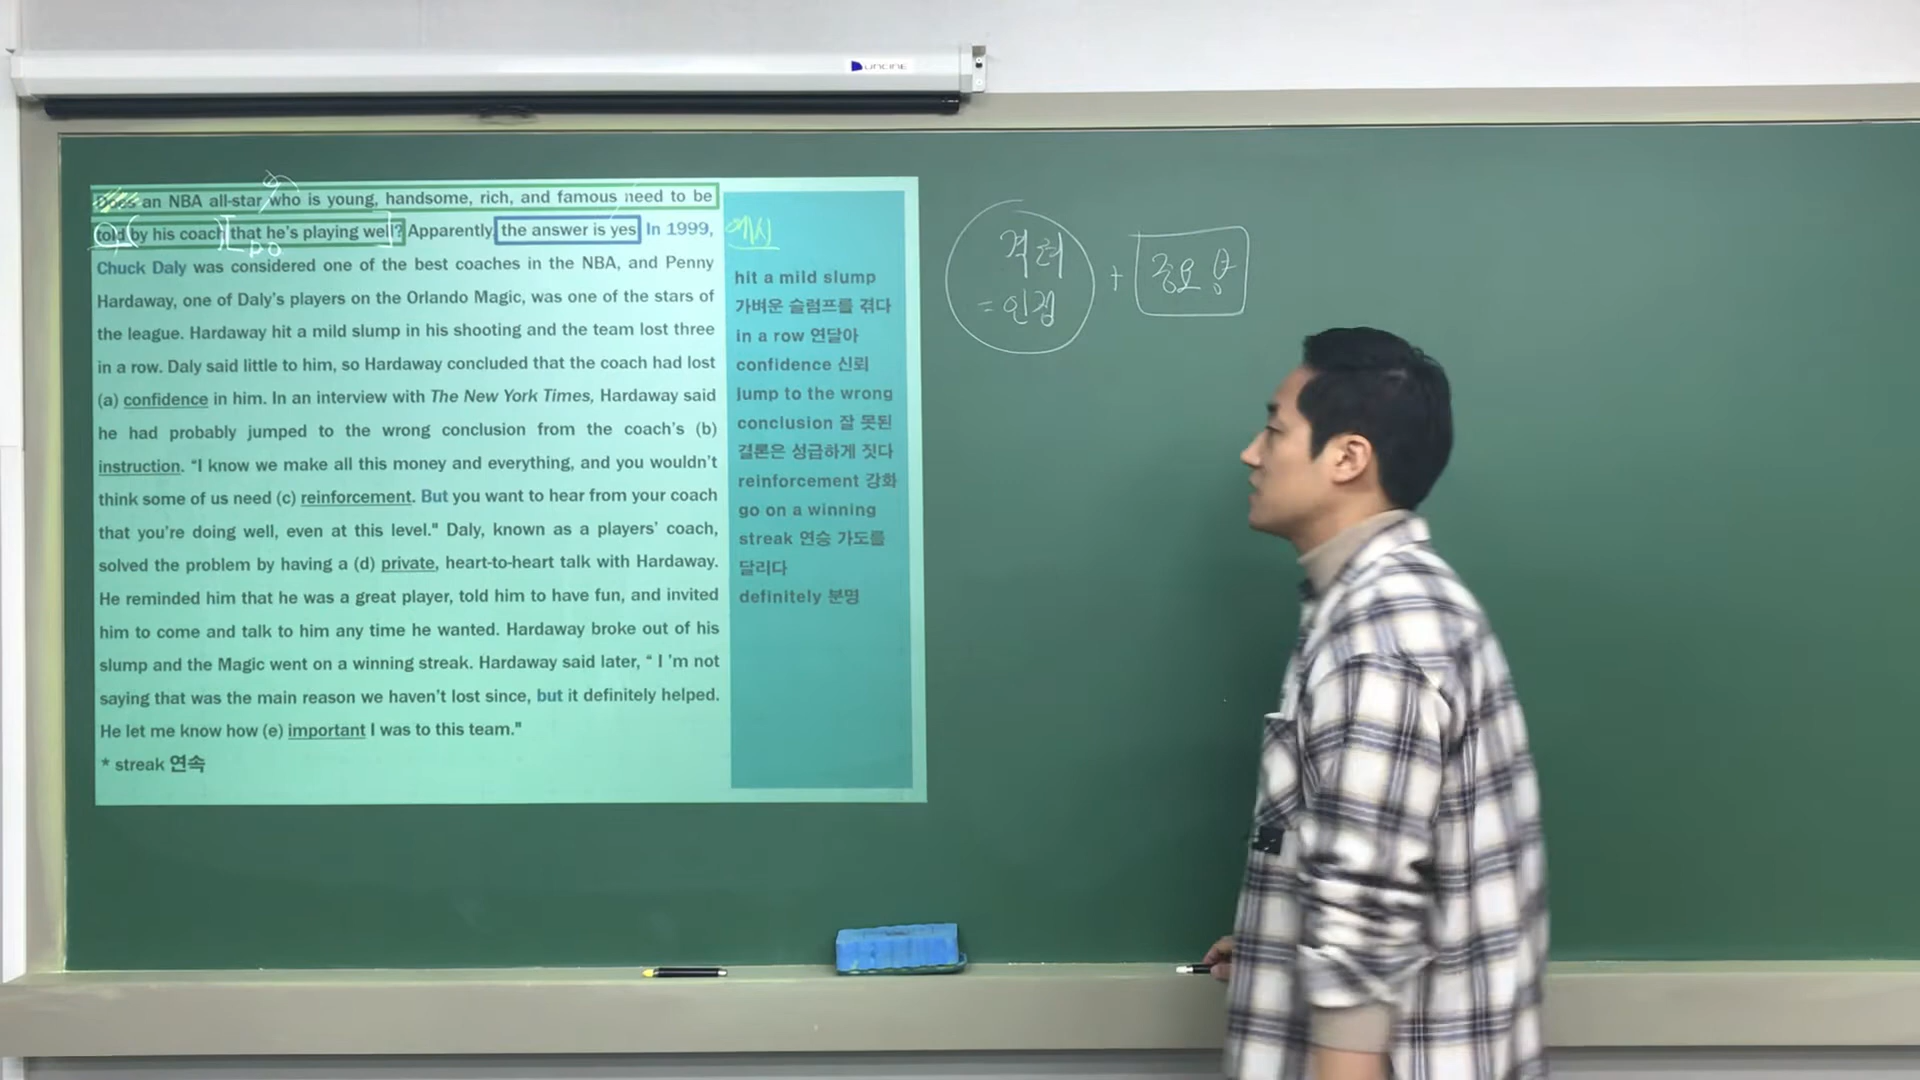 UNCINE
Does an NBA all-star who is young, handsome, rich, and famous need to be
told by his coach that he's playing well? Apparently, the answer is yes In 1999,
Chuck Daly was considered one of the best coaches in the NBA, and Penny
Hardaway, one of Daly's players on the Orlando Magic, was one of the stars of
the league. Hardaway hit a mild slump in his shooting and the team lost three
in a row. Daly said little to him, so Hardaway concluded that the coach had lost
(a) confidence in him. In an interview with The New York Times, Hardaway said
he had probably jumped to the wrong conclusion from the coach's (b)
instruction. "I know we make all this money and everything, and you wouldn't
think some of us need (c) reinforcement. But you want to hear from your coach
that you're doing well, even at this level." Daly, known as a players' coach,
solved the problem by having a (d) private, heart-to-heart talk with Hardaway.
He reminded him that he was a great player, told him to have fun, and invited
him to come and talk to him any time he wanted. Hardaway broke out of his
slump and the Magic went on a winning streak. Hardaway said later, " I 'm not
saying that was the main reason we haven't lost since, but it definitely helped.
He let me know how (e) important I was to this team."
* streak 연속
예시
hit a mild slump
가벼운 슬럼프를 겪다
in a row 연달아
confidence 신뢰
Jump to the wrong
conclusion 잘 못된
결론은 성급하게 짓다
reinforcement 강화
go on a winning
streak 연승 가도를
달리다
definitely 분명
격려
= 인정
+ 중요성